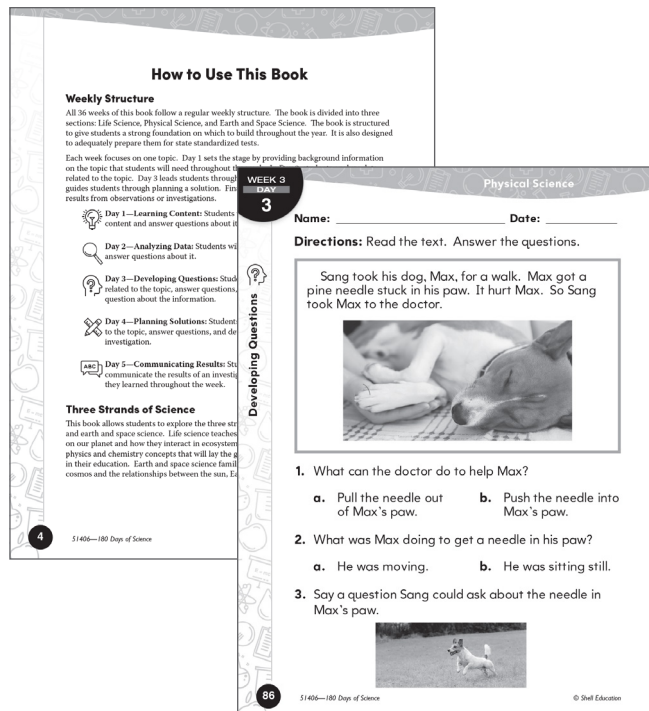 How to Use This Book
Weekly Structure
All 36 weeks of this book follow a regular weekly structure. The book is divided into three
sections: Life Science, Physical Science, and Earth and Space Science. The book is structured
to give students a strong foundation on which to build throughout the year. It is also designed
to adequately prepare them for state standardized tests.
Each week focuses on one topic. Day 1 sets the stage by providing background information
on the topic that students will need throughout
related to the topic. Day 3 leads students through
guides students through planning a solution.
results from observations or investigations.
Day 1—Learning Content: Students
content and answer questions about it
Day 2—Analyzing Data: Students
answer questions about it.
Day 3—Developing Questions:
related to the topic, answer questions,
question about the information.
Day 4—Planning Solutions:
to the topic, answer questions, and
investigation.
ABC
Day 5—Communicating Results:
communicate the results of
they learned throughout the week.
Three Strands of Science
This book allows students to explore the three
and earth and space science. Life science teaches
on our planet and how they interact in
physics and chemistry concepts that will lay the
in their education. Earth and space science
cosmos and the relationships between the sun,
4
51406—180 Days of Science
WEEK 3
DAY
3
Physical Science
Name:
Date:
Directions: Read the text. Answer the questions.
Developing Questions
Sang took his dog, Max, for a walk. Max got a
pine needle stuck in his paw. It hurt Max. So Sang
took Max to the doctor.
1. What can the doctor do to help Max?
a. Pull the needle out
of Max's paw.
b. Push the needle into
Max's paw.
2. What was Max doing to get a needle in his paw?
a. He was moving.
b. He was sitting still.
3. Say a question Sang could ask about the needle in
Max's paw.
86
51406—180 Days of Science
© Shell Education